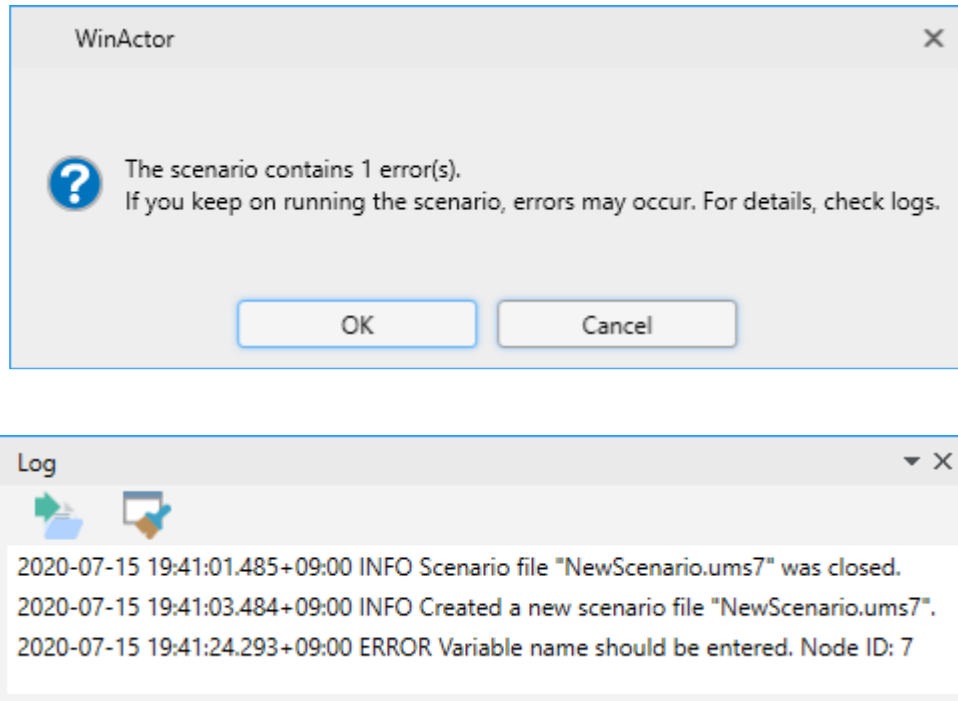 WinActor
The scenario contains 1 error(s).
If you keep on running the scenario, errors may occur. For details, check logs.
OK
Cancel
Log
2020-07-15 19:41:01.485+09:00 INFO Scenario file "NewScenario.ums7" was closed.
2020-07-15 19:41:03.484+09:00 INFO Created a new scenario file "NewScenario.ums7".
2020-07-15 19:41:24.293+09:00 ERROR Variable name should be entered. Node ID: 7